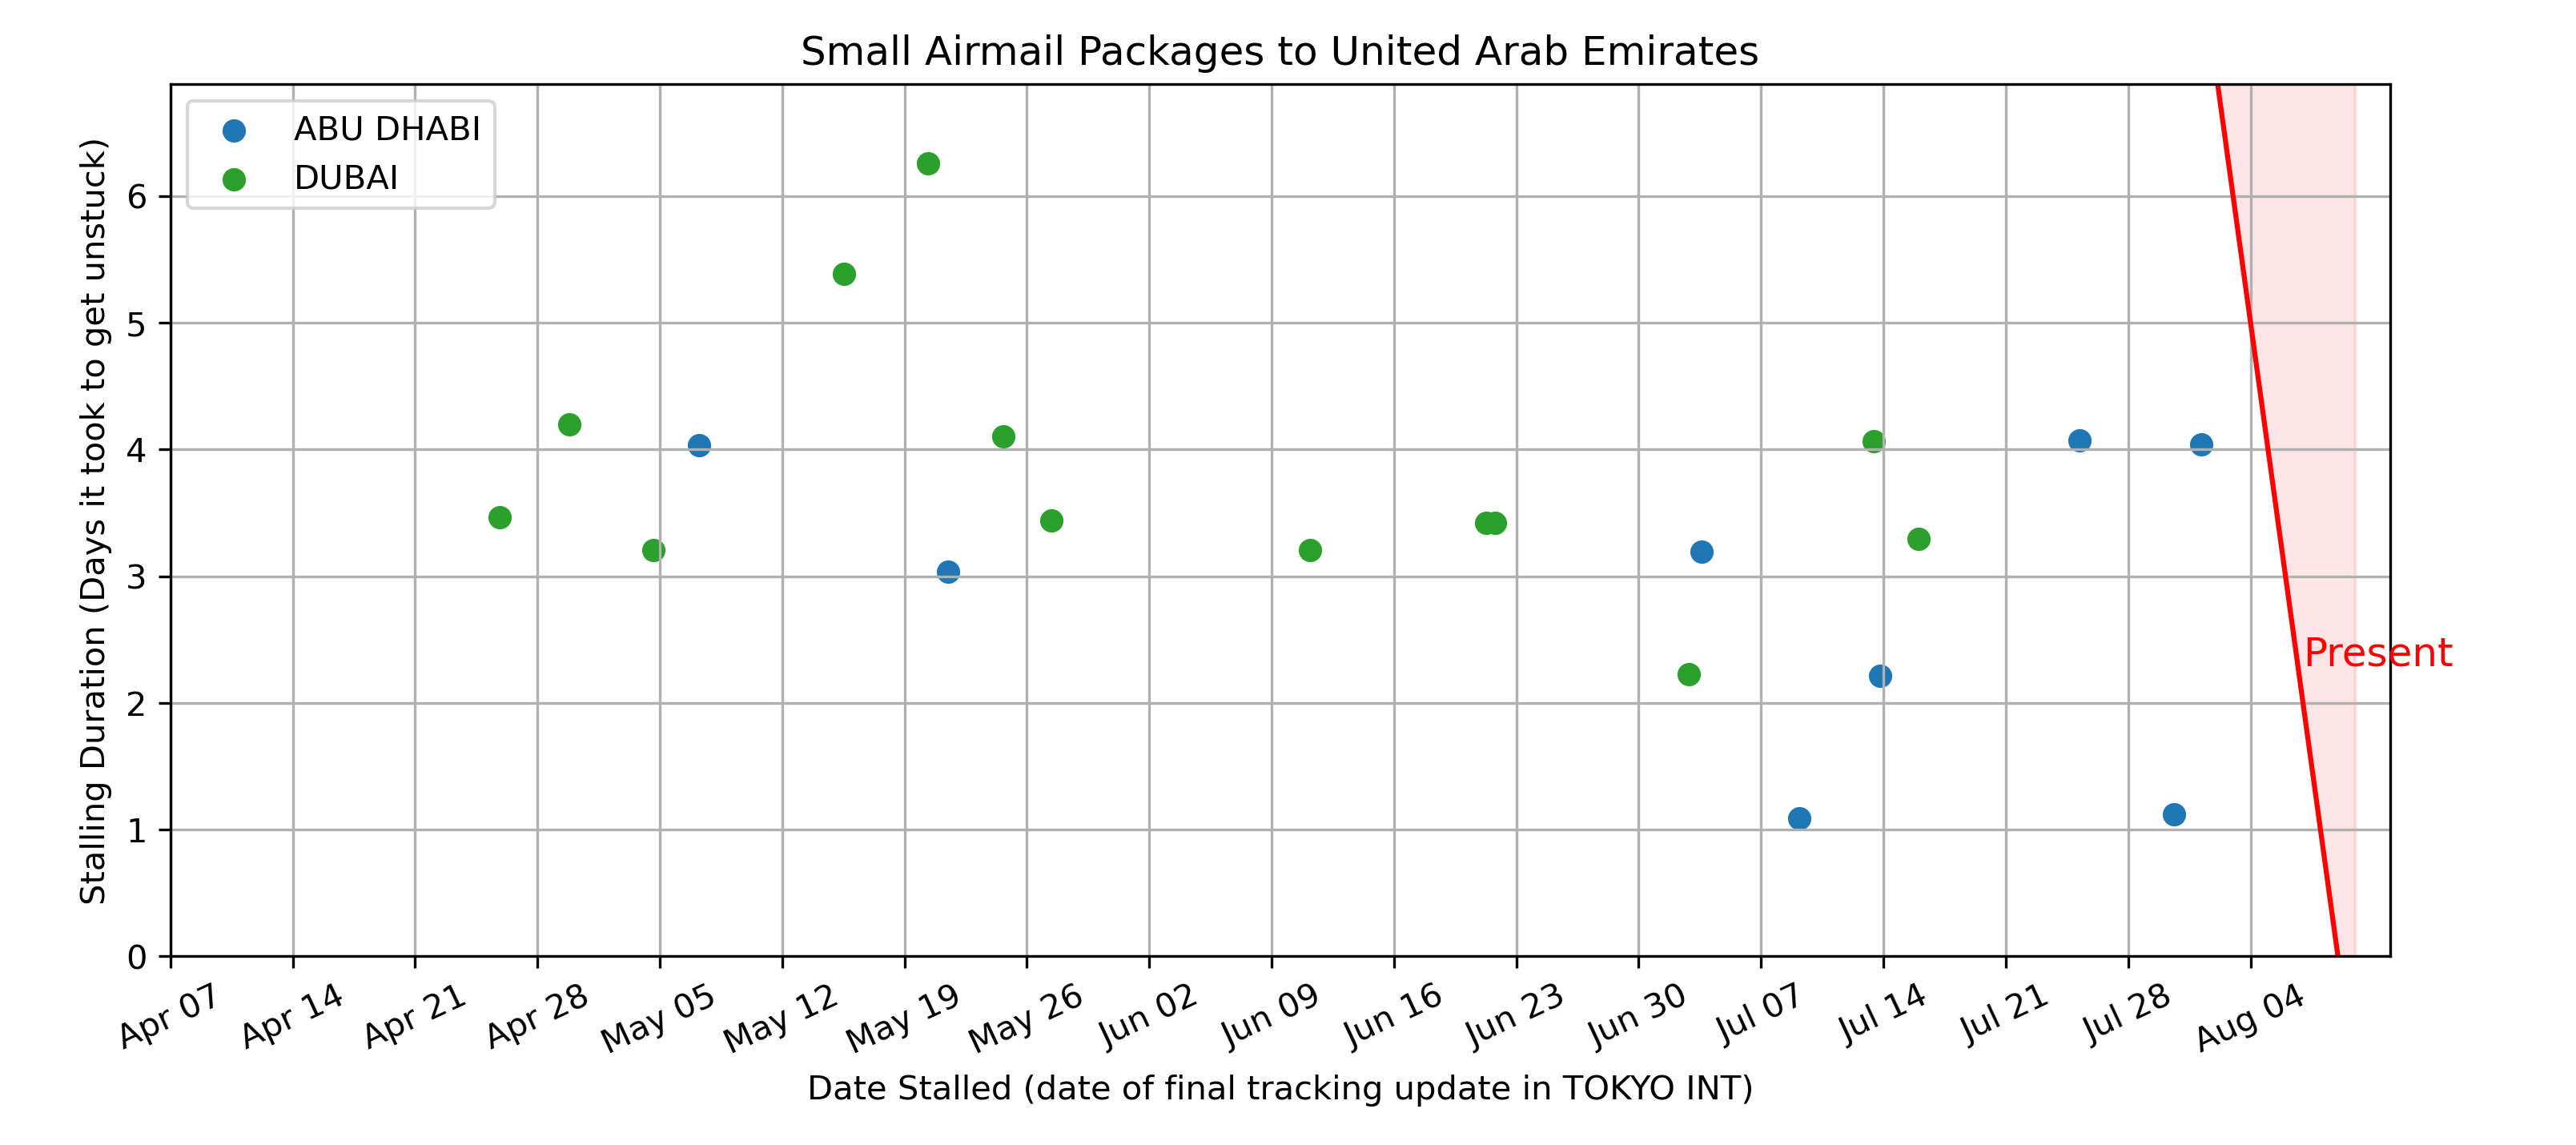 Small Airmail Packages to United Arab Emirates
ABU DHABI
DUBAI
Stalling Duration (Days it took to get unstuck)
6
5
4
3
2
1
0
Present
Apr 07 Apr 14 Apr 21 Apr 28 May 05 May 12 May 19 May 26 Jun 02 Jun 09 Jun 16 Jun 23 Jun 30 Jul 07 Jul 14 Jul 21 Jul 28 Aug 04
Date Stalled (date of final tracking update in TOKYO INT)